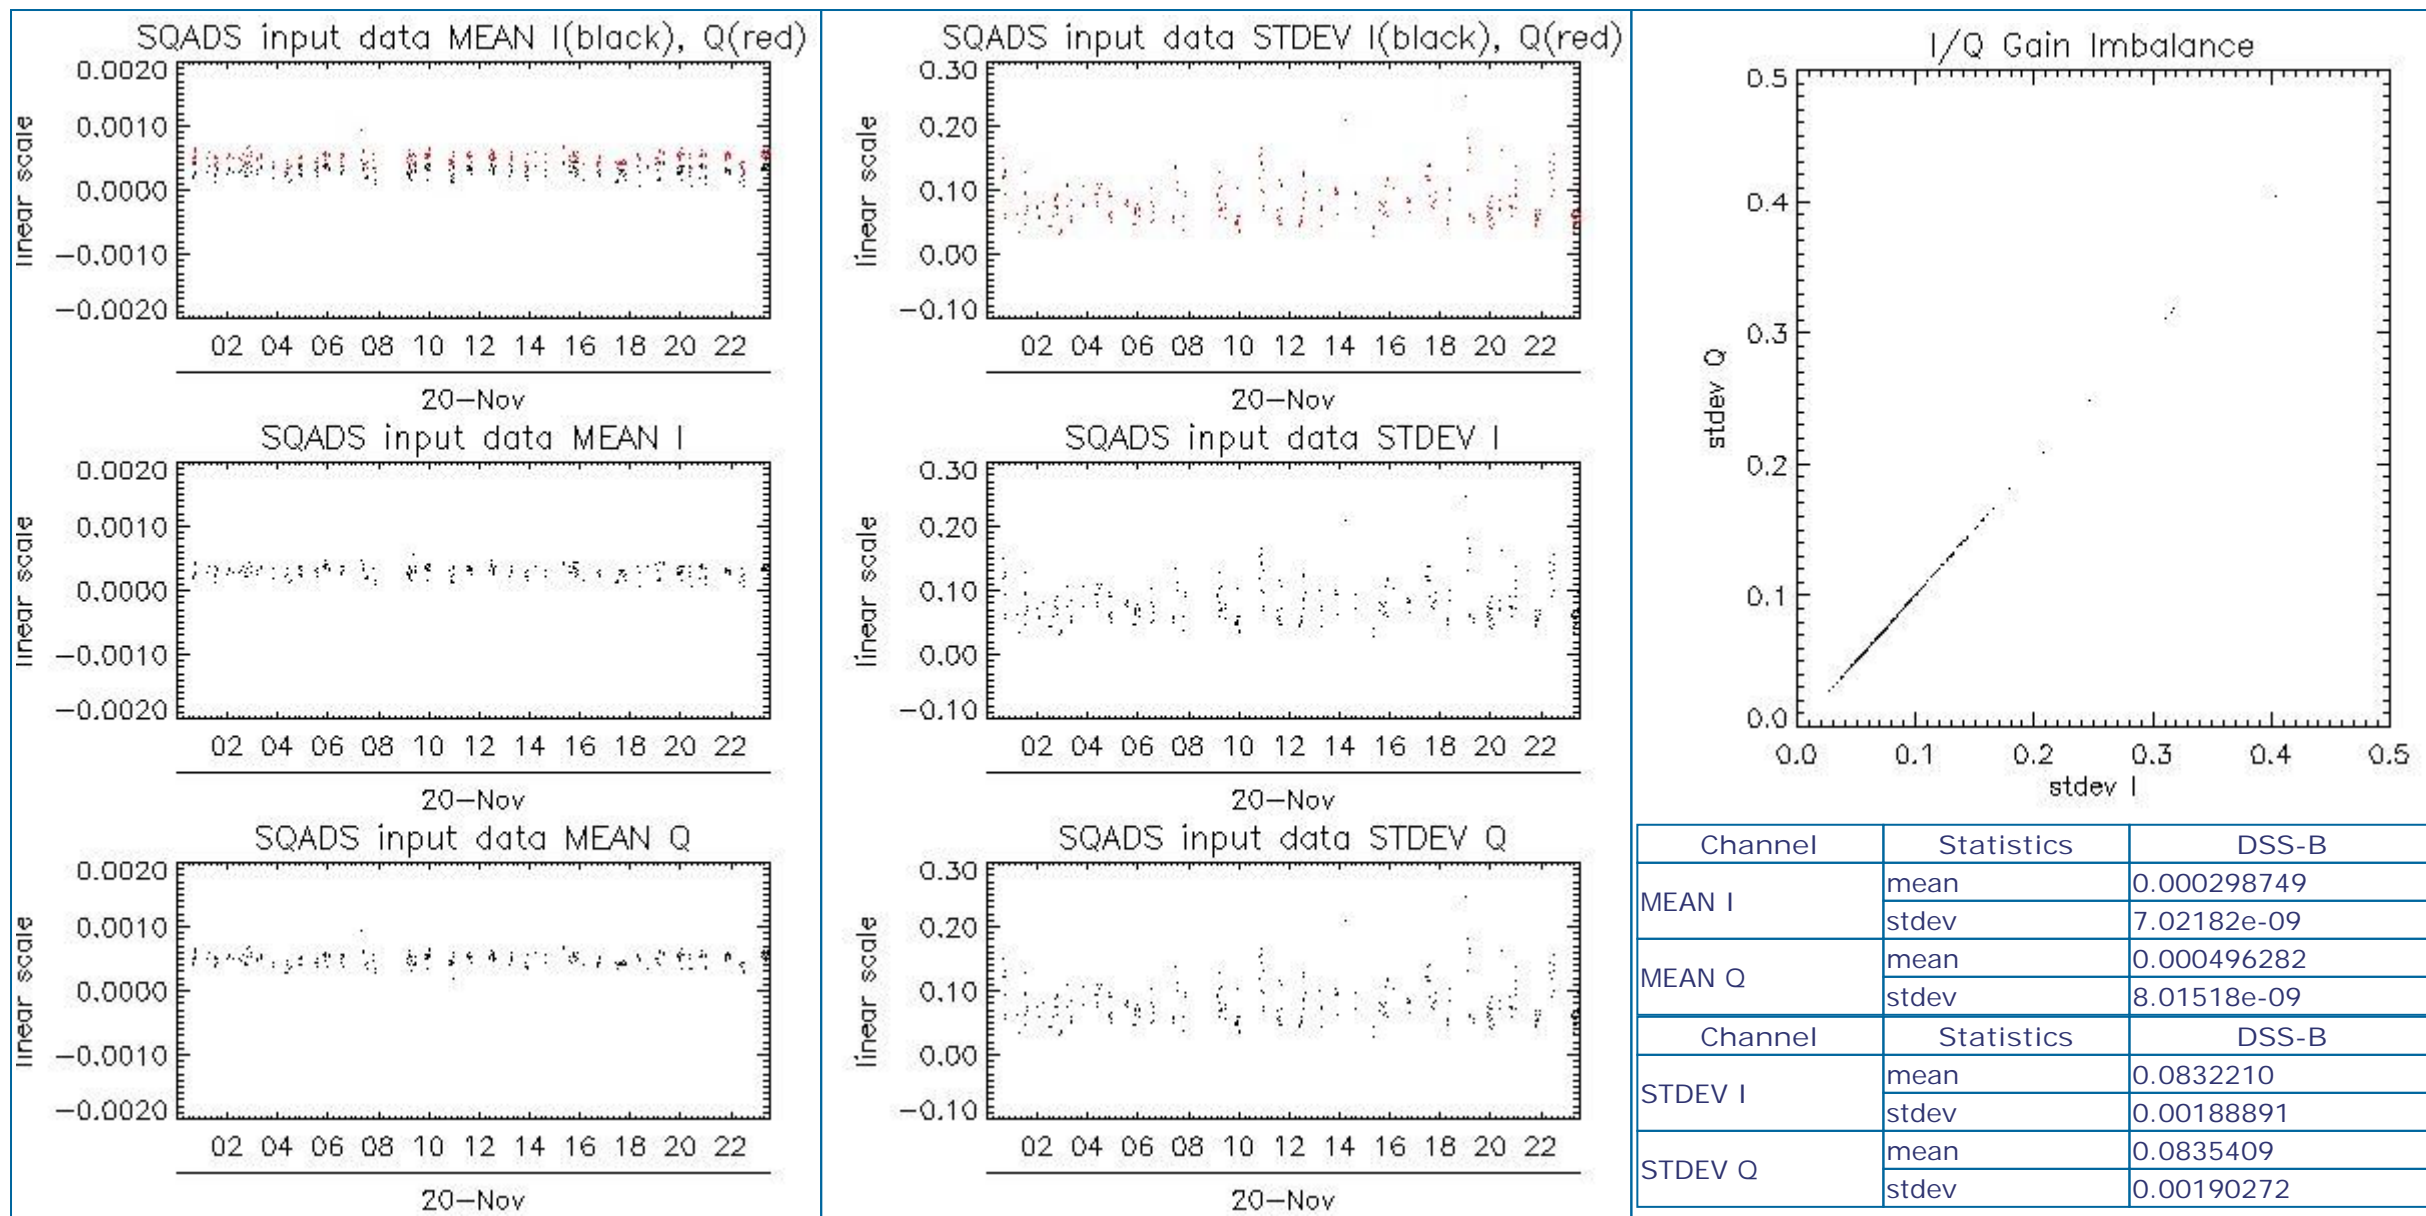 SQADS input data MEAN I(black), Q(red)
0.0020
0.0010
0.0000
−0.0010
−0.0020
linear scale
02 04 06 08 10 12 14 16 18 20 22
20−Nov
SQADS input data MEAN I
0.0020
0.0010
0.0000
−0.0010
−0.0020
linear scale
02 04 06 08 10 12 14 16 18 20 22
20−Nov
SQADS input data MEAN Q
0.0020
0.0010
0.0000
−0.0010
−0.0020
linear scale
02 04 06 08 10 12 14 16 18 20 22
20−Nov
SQADS input data STDEV I(black), Q(red)
0.30
0.20
0.10
0.00
−0.10
linear scale
02 04 06 08 10 12 14 16 18 20 22
20−Nov
SQADS input data STDEV I
0.30
0.20
0.10
0.00
−0.10
linear scale
02 04 06 08 10 12 14 16 18 20 22
20−Nov
SQADS input data STDEV Q
0.30
0.20
0.10
0.00
−0.10
linear scale
02 04 06 08 10 12 14 16 18 20 22
20−Nov
I/Q Gain Imbalance
0.5
0.4
0.3
0.2
0.1
0.0
stdev Q
0.0 0.1 0.2 0.3 0.4 0.5
stdev I
Channel Statistics DSS-B
MEAN I mean 0.000298749
stdev 7.02182e-09
MEAN Q mean 0.000496282
stdev 8.01518e-09
Channel Statistics DSS-B
STDEV I mean 0.0832210
stdev 0.00188891
STDEV Q mean 0.0835409
stdev 0.00190272